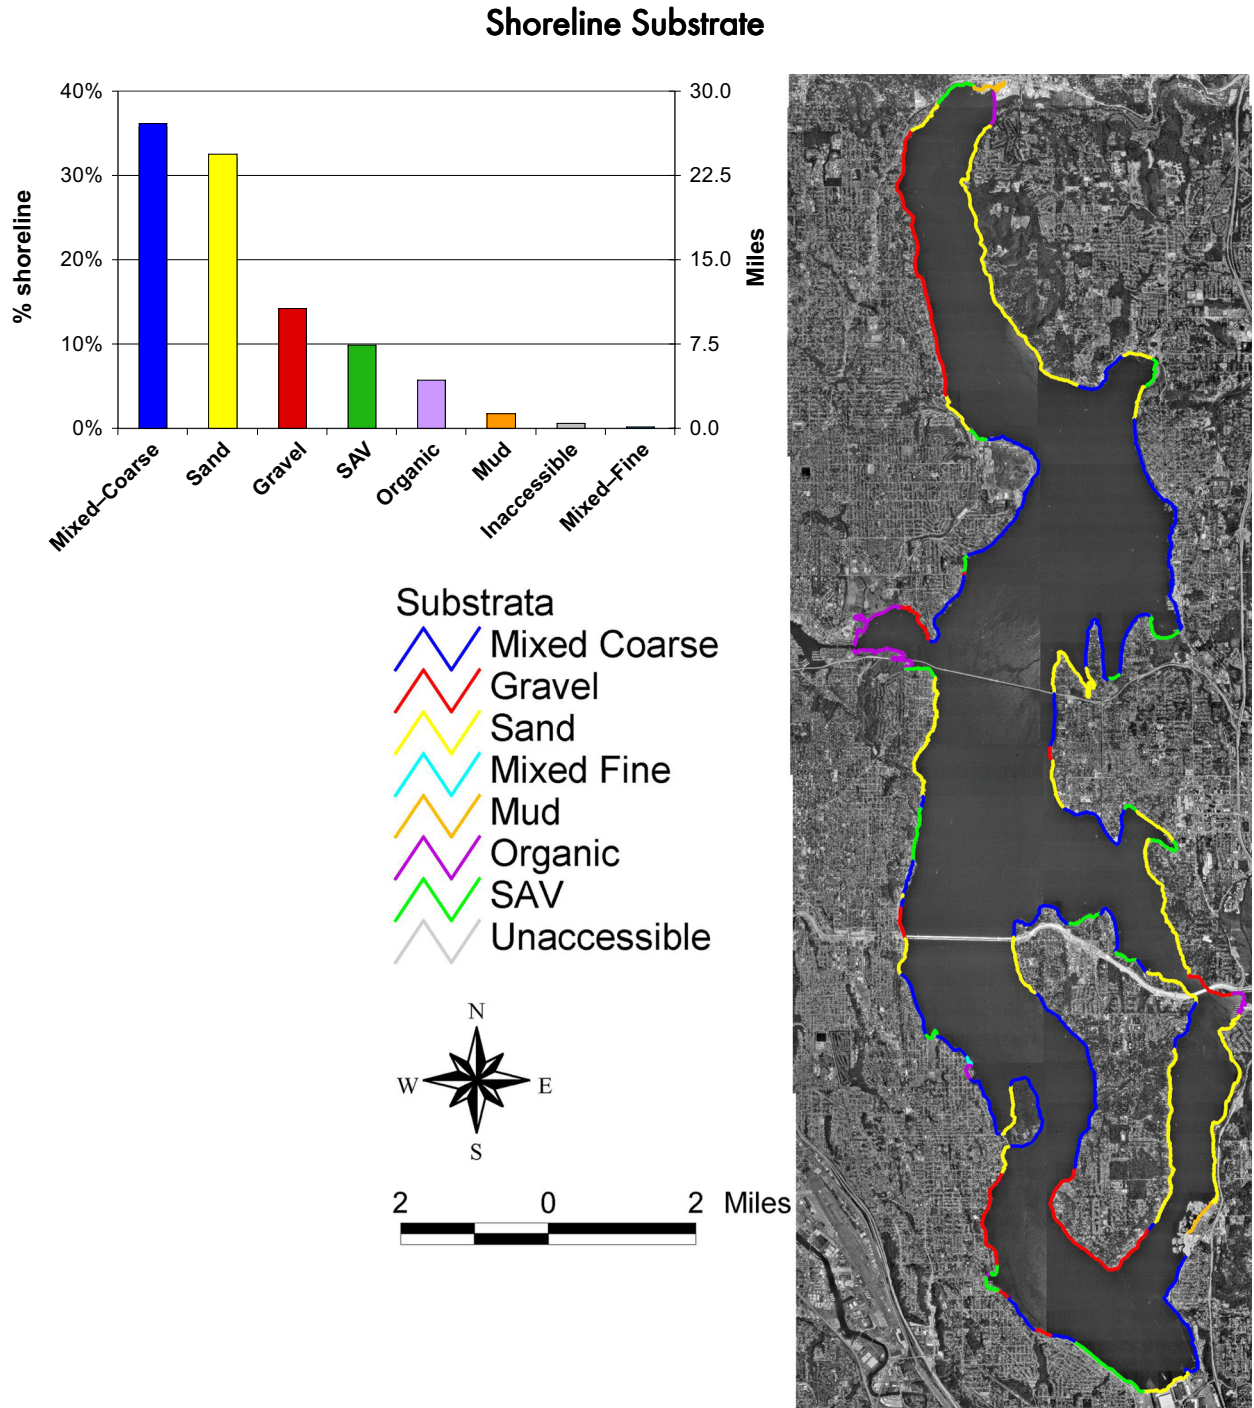 Shoreline Substrate
40%
30%
20%
10%
0%
% shoreline
30.0
22.5
15.0
7.5
0.0
Miles
Mixed–Coarse
Sand
Gravel
SAV
Organic
Mud
Inaccessible
Mixed–Fine
Substrata
Mixed Coarse
Gravel
Sand
Mixed Fine
Mud
Organic
SAV
Unaccessible
N
W E
S
2 0 2 Miles